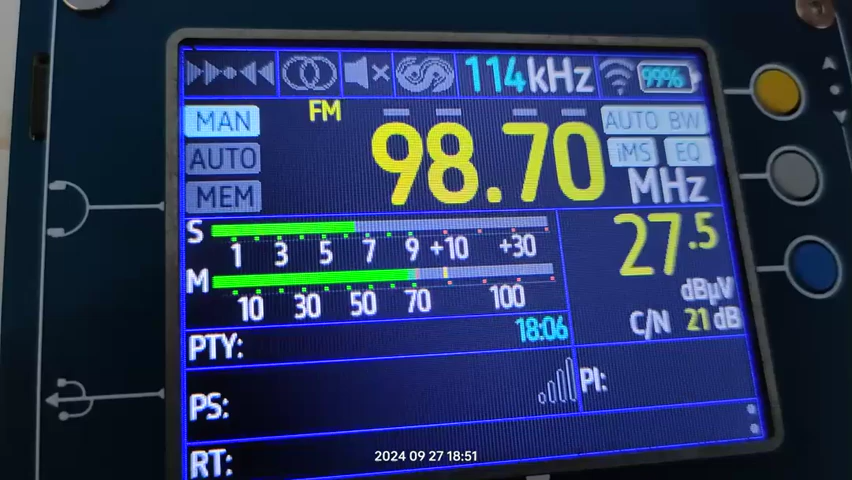 114kHz 99%
MAN FM 98.70 MHz AUTO BW
AUTO iMS EQ
MEM
S 1 3 5 7 9 +10 +30
27.5 dBµV
M 10 30 50 70 100
C/N 21 dB
PTY: 18:06
PS: PI:
RT:
2024 09 27 18:51